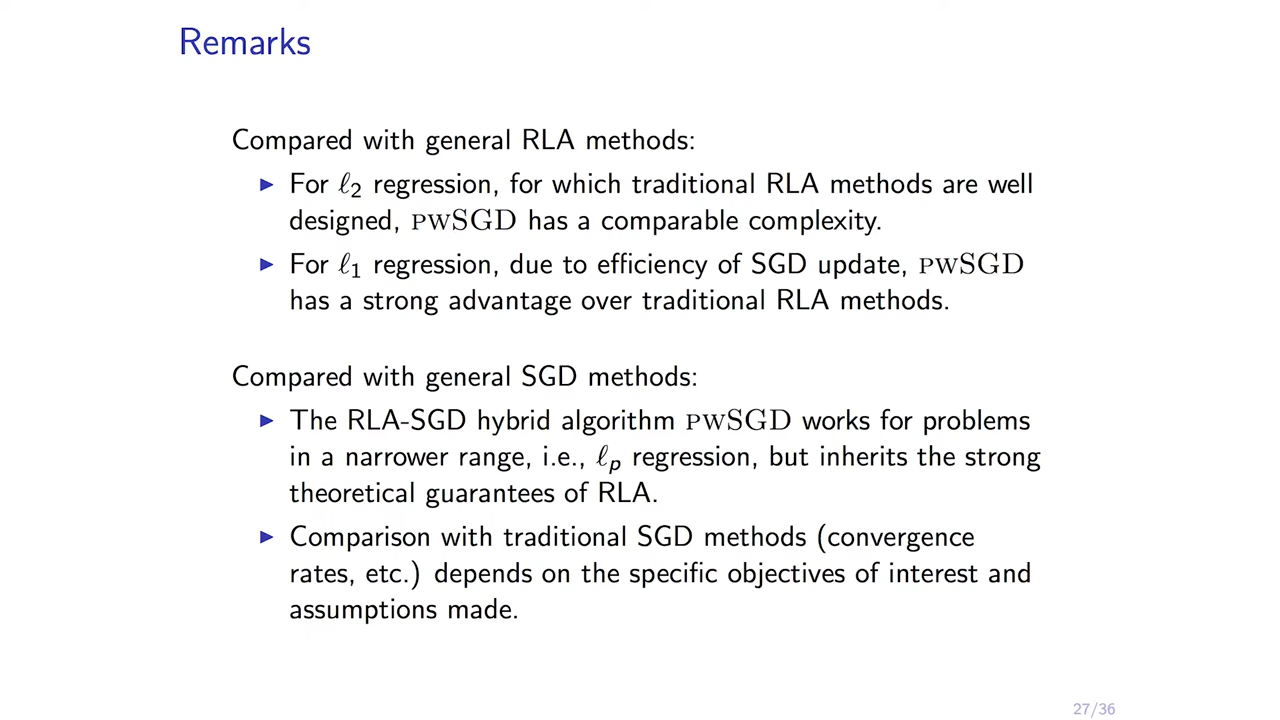 Remarks
Compared with general RLA methods:
▶ For ℓ₂ regression, for which traditional RLA methods are well
designed, PWSGD has a comparable complexity.
▶ For ℓ₁ regression, due to efficiency of SGD update, PWSGD
has a strong advantage over traditional RLA methods.
Compared with general SGD methods:
▶ The RLA-SGD hybrid algorithm PWSGD works for problems
in a narrower range, i.e., ℓₚ regression, but inherits the strong
theoretical guarantees of RLA.
▶ Comparison with traditional SGD methods (convergence
rates, etc.) depends on the specific objectives of interest and
assumptions made.
27/36